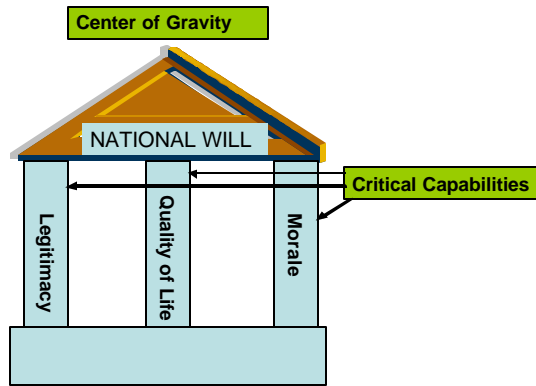 Center of Gravity
NATIONAL WILL
Critical Capabilities
Legitimacy
Quality of Life
Morale